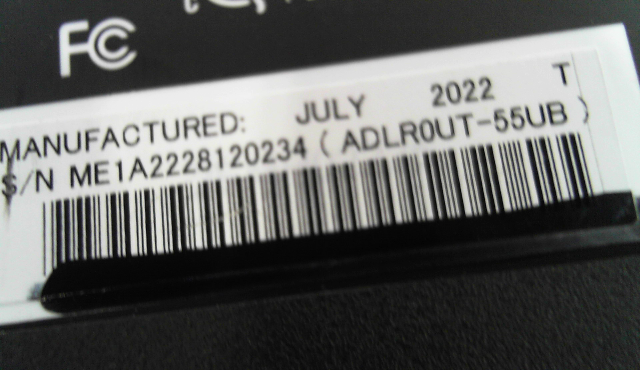 FC
MANUFACTURED: JULY 2022 T
S/N ME1A2228120234 ( ADLR0UT-55UB )